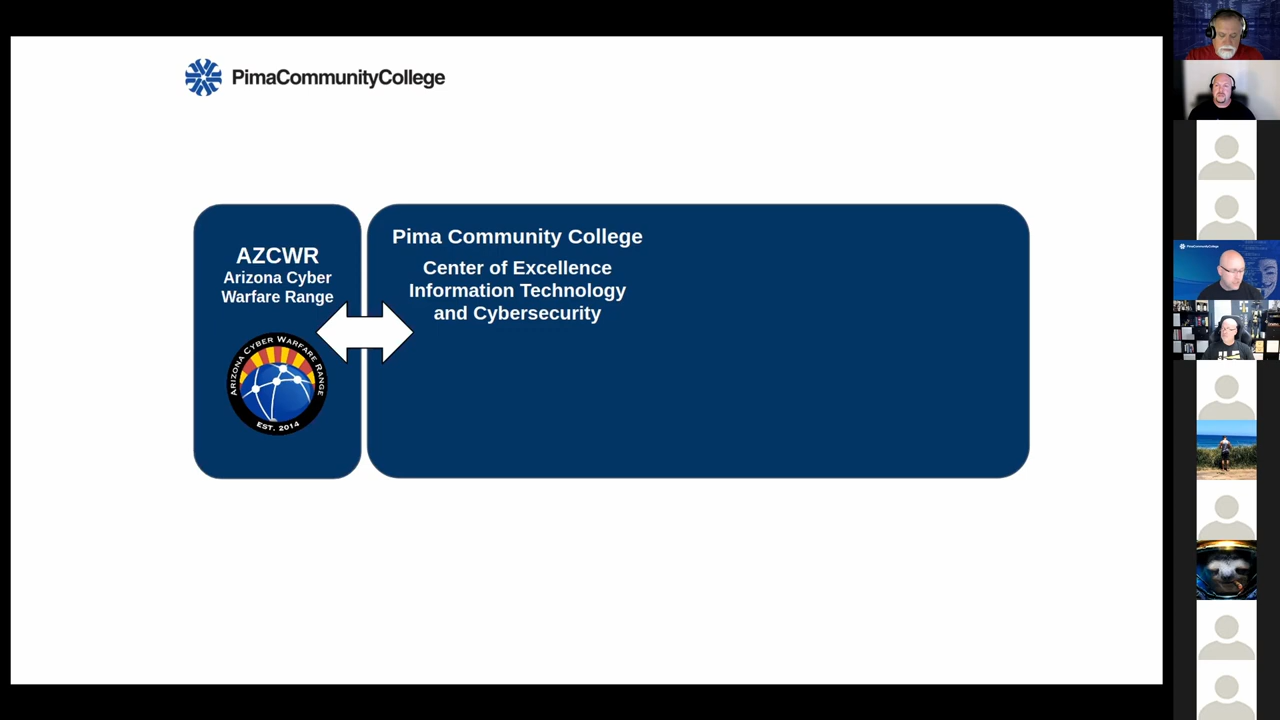 PimaCommunityCollege
AZCWR
Arizona Cyber
Warfare Range
ARIZONA CYBER WARFARE RANGE
EST. 2014
Pima Community College
Center of Excellence
Information Technology
and Cybersecurity
PimaCommunityCollege